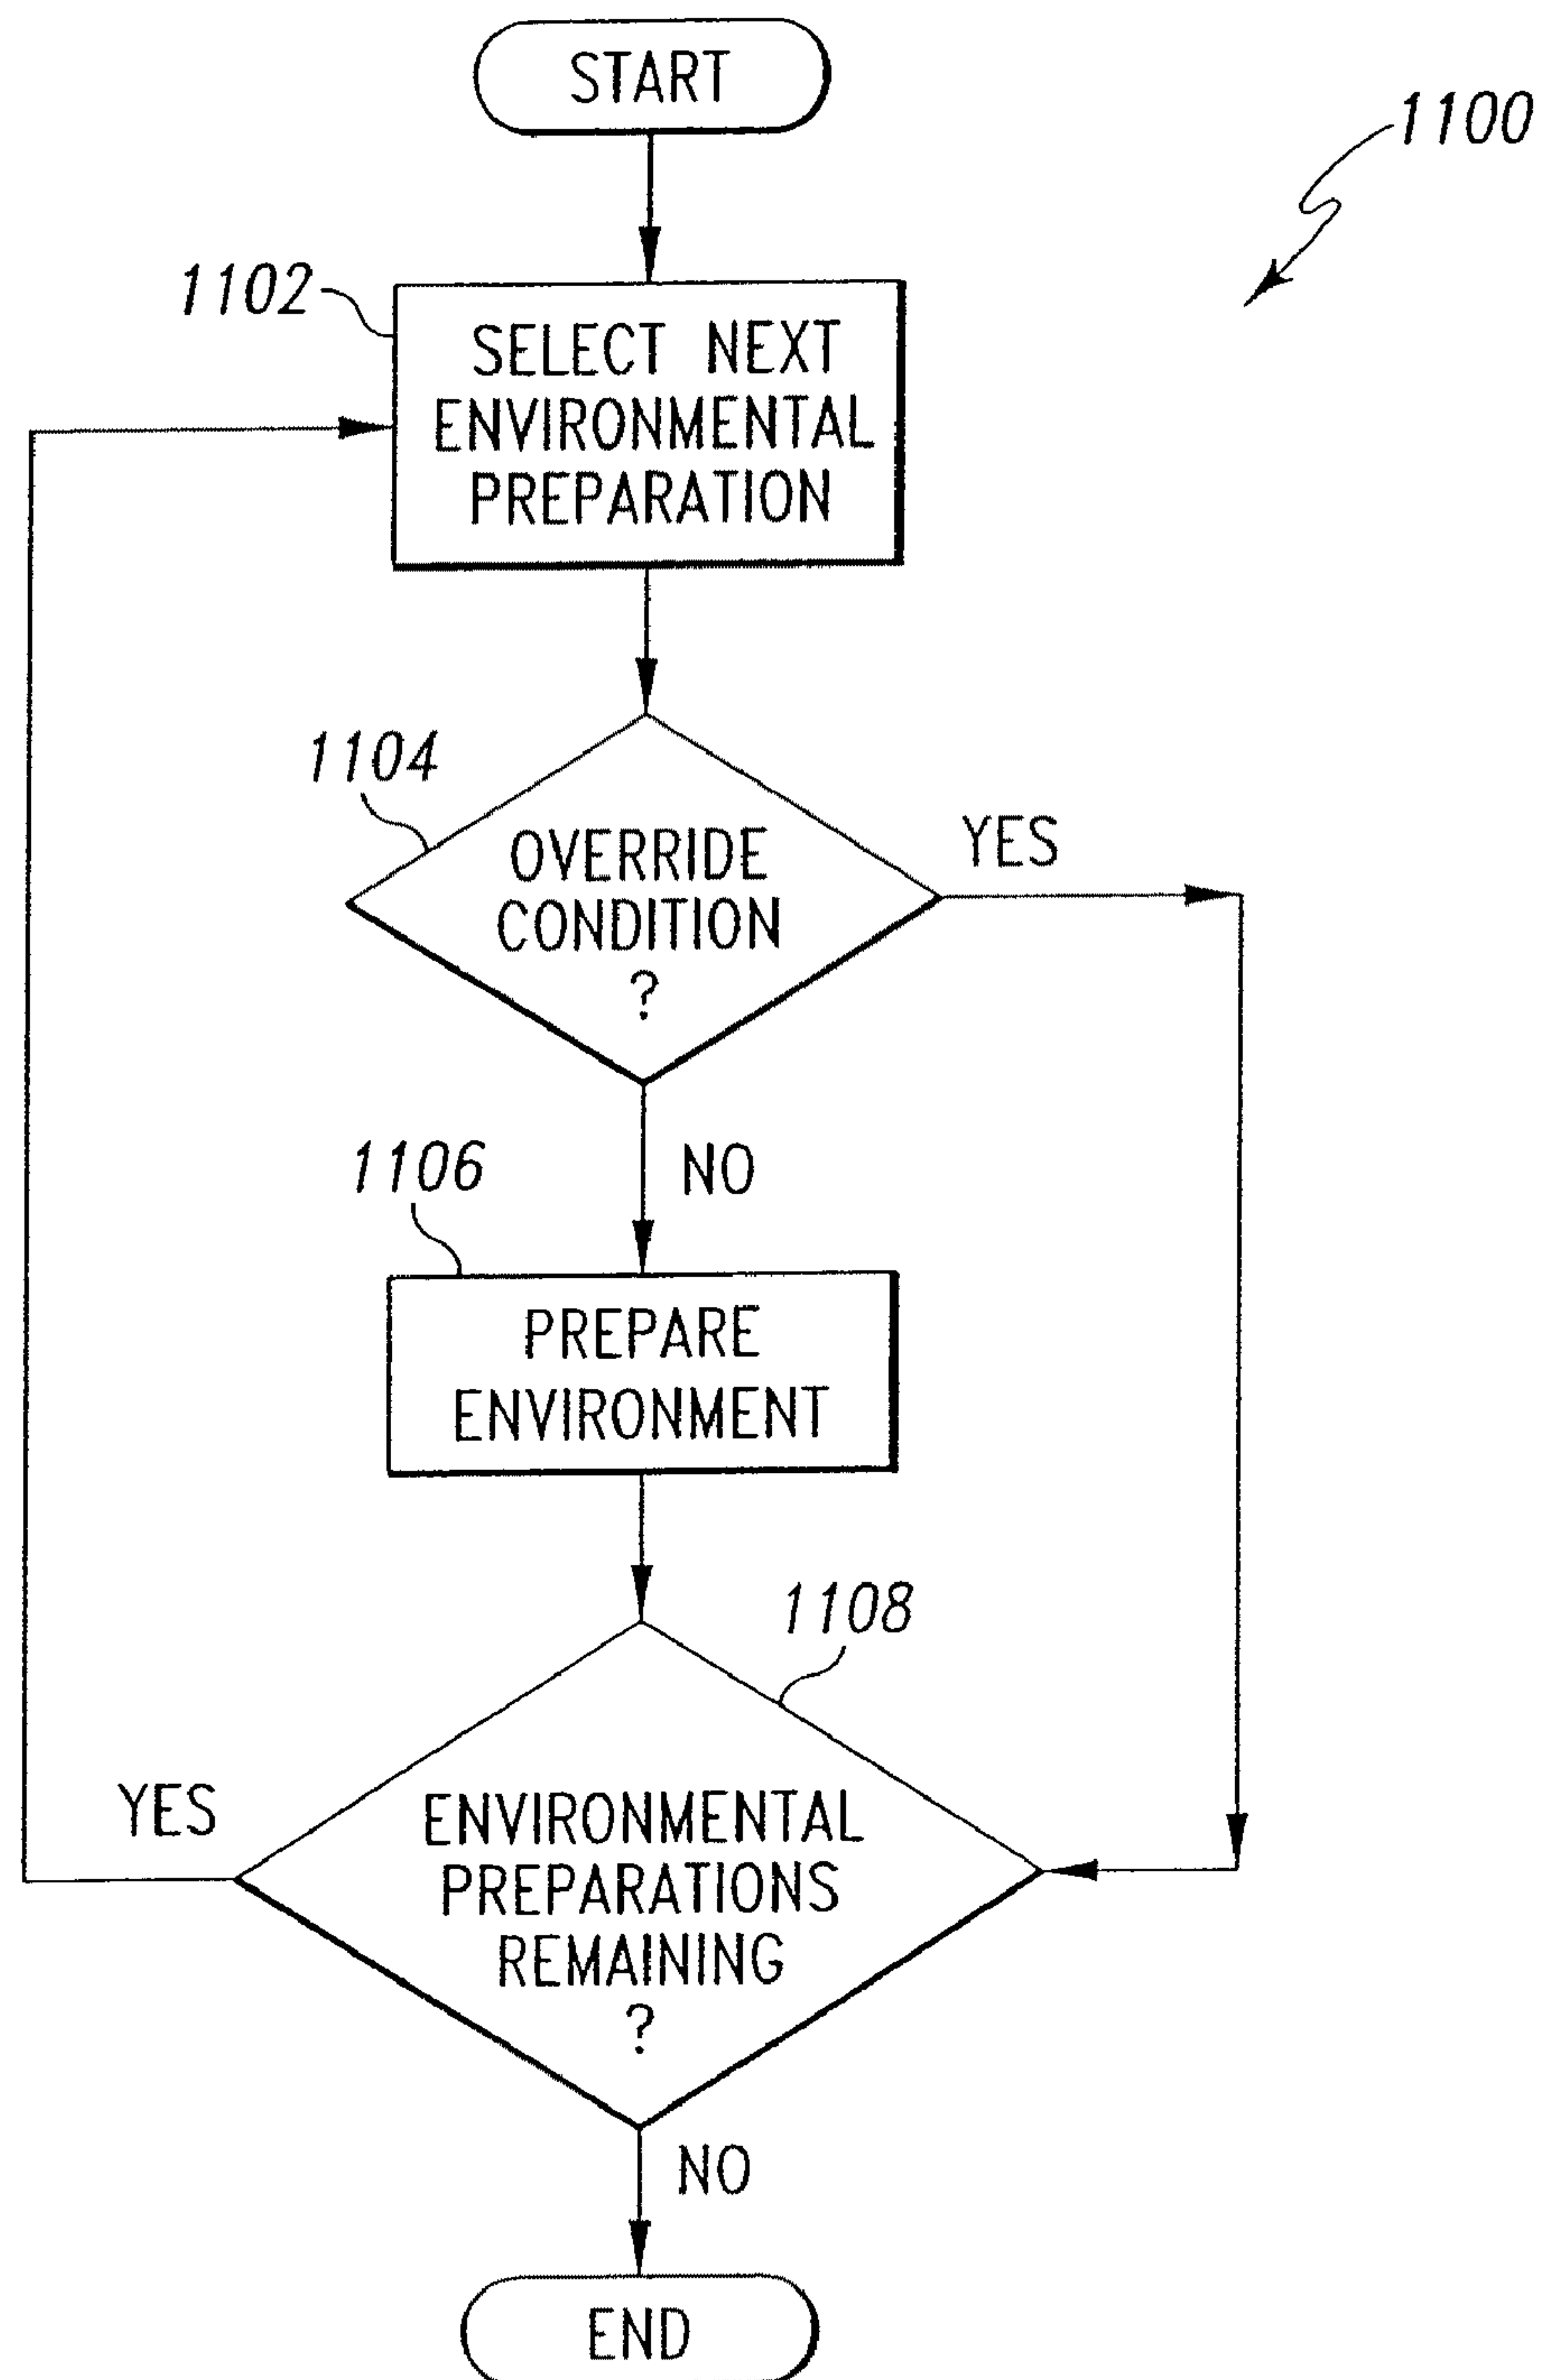 START
1100
1102
SELECT NEXT
ENVIRONMENTAL
PREPARATION
1104
OVERRIDE
CONDITION
?
YES
NO
1106
PREPARE
ENVIRONMENT
1108
YES
ENVIRONMENTAL
PREPARATIONS
REMAINING
?
NO
END